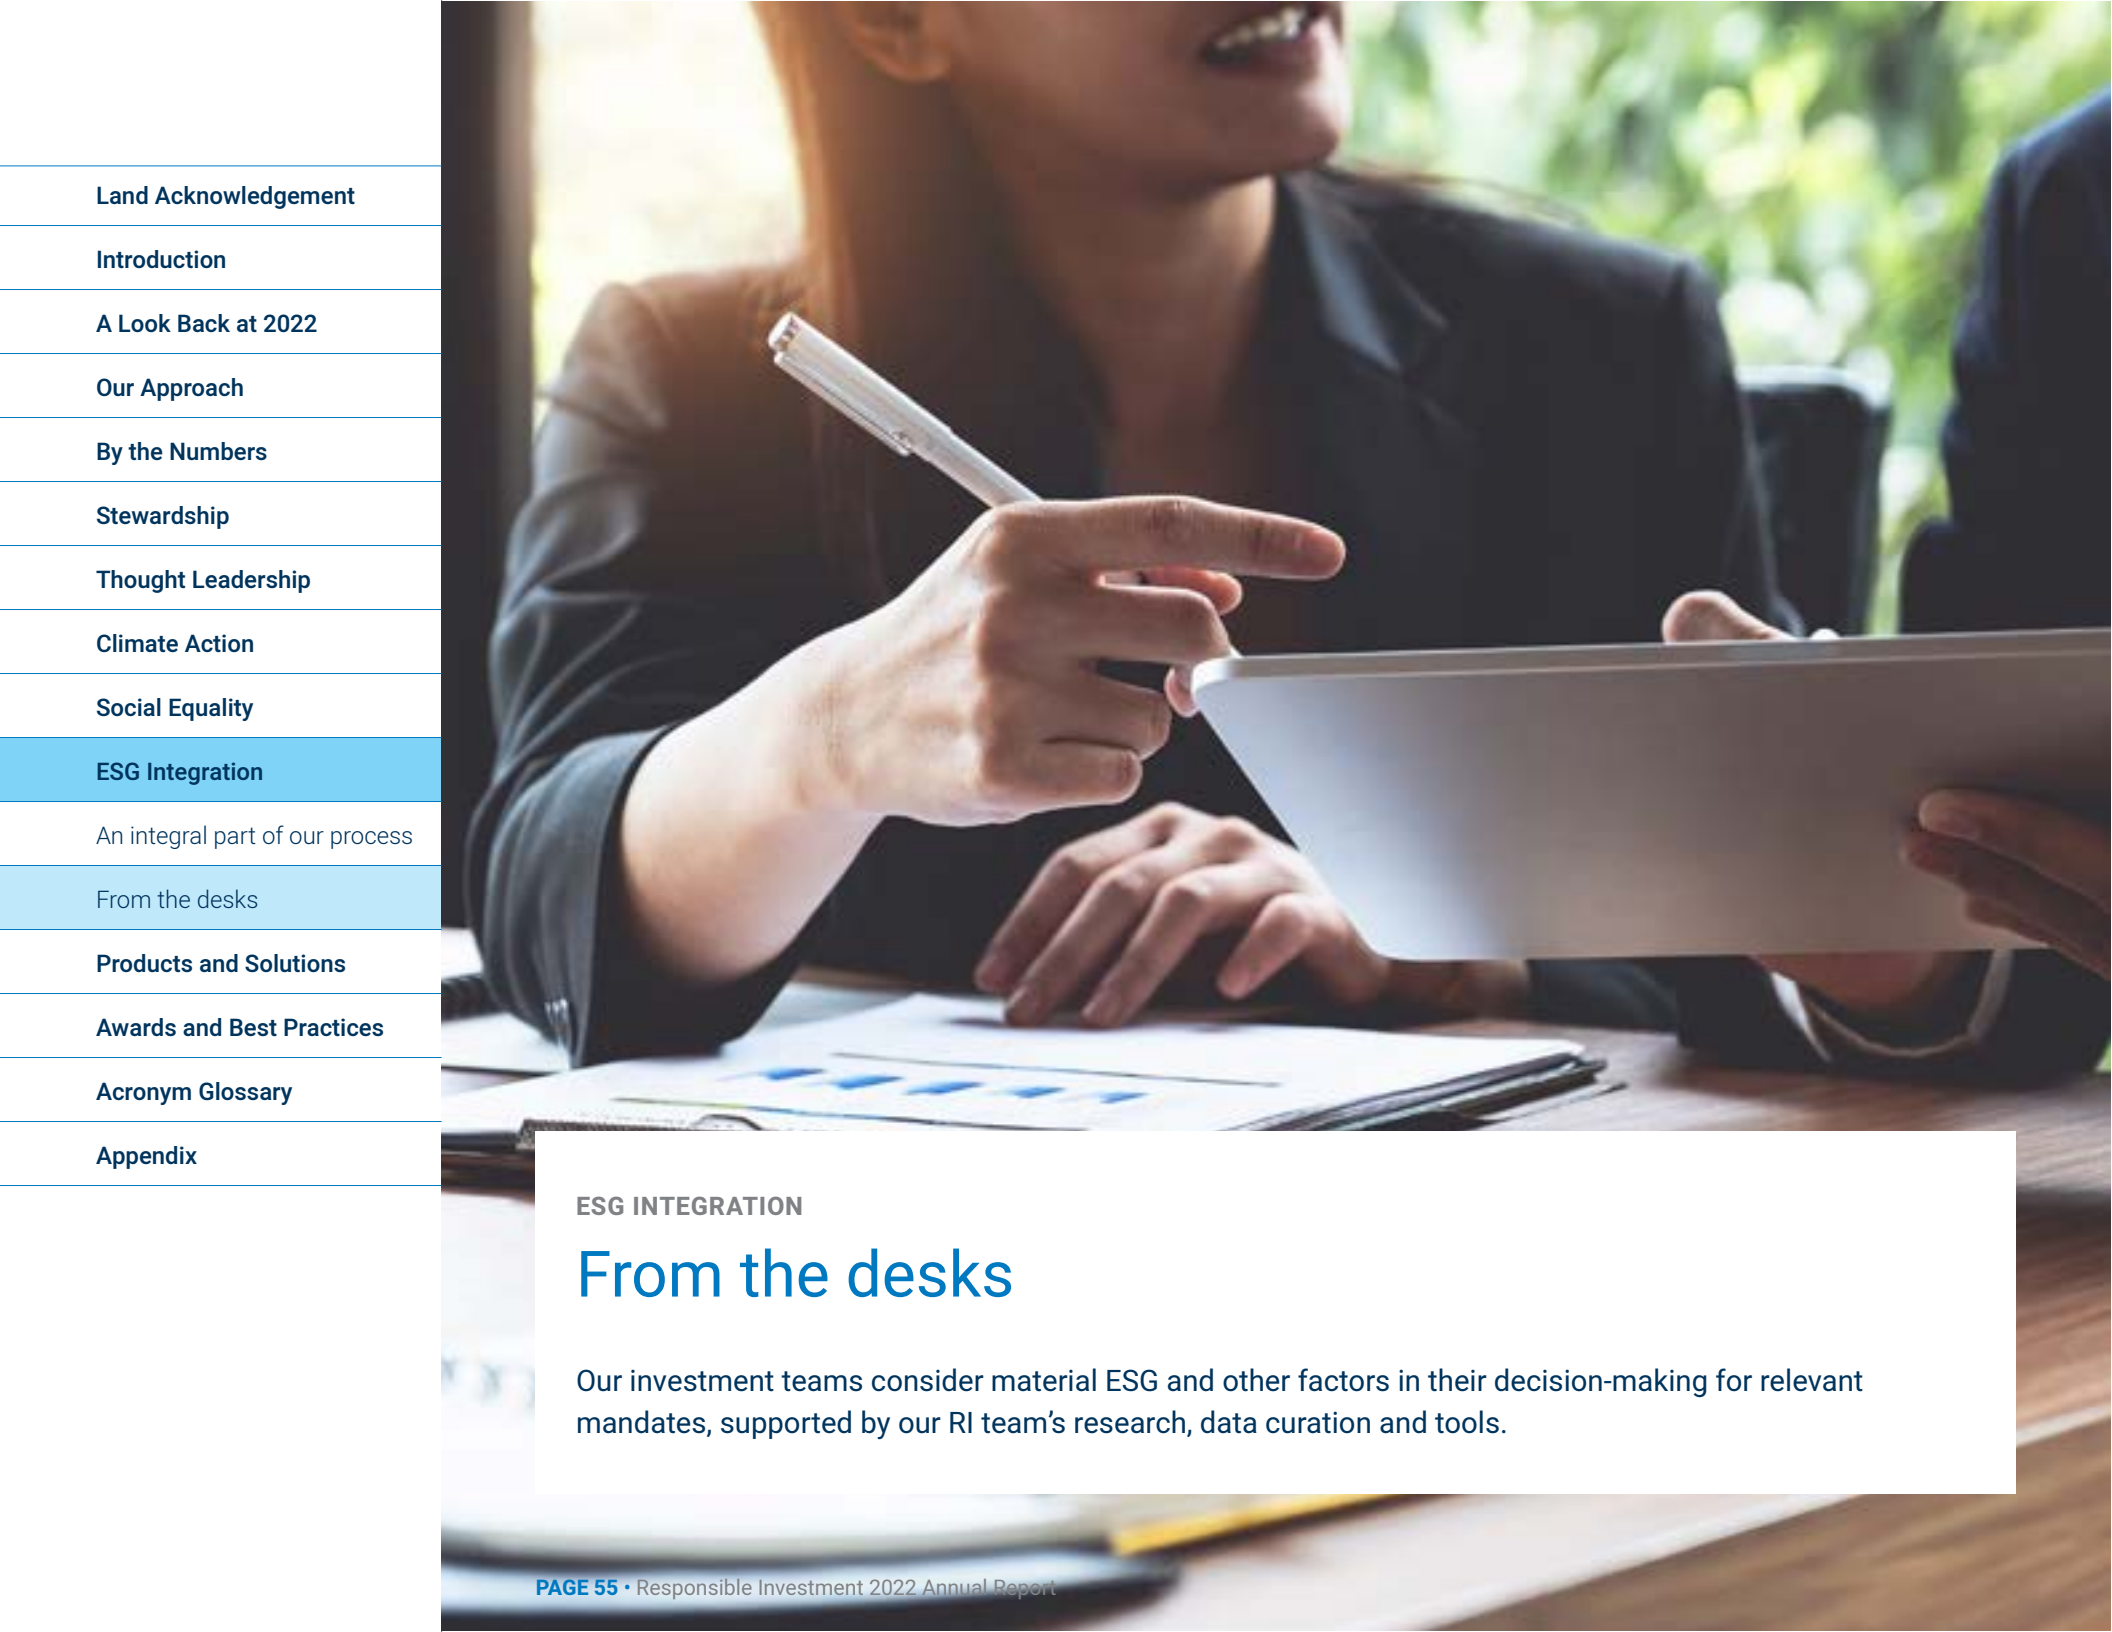 Land Acknowledgement
Introduction
A Look Back at 2022
Our Approach
By the Numbers
Stewardship
Thought Leadership
Climate Action
Social Equality
ESG Integration
An integral part of our process
From the desks
Products and Solutions
Awards and Best Practices
Acronym Glossary
Appendix
ESG INTEGRATION
From the desks
Our investment teams consider material ESG and other factors in their decision-making for relevant
mandates, supported by our RI team’s research, data curation and tools.
PAGE 55 • Responsible Investment 2022 Annual Report